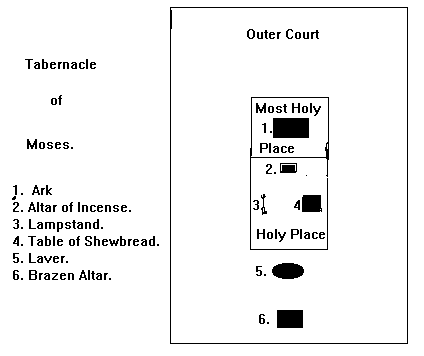 Tabernacle
of
Moses.
1. Ark
2. Altar of Incense.
3. Lampstand.
4. Table of Shewbread.
5. Laver.
6. Brazen Altar.
Outer Court
Most Holy
1.
Place
2.
3 4
Holy Place
5.
6.